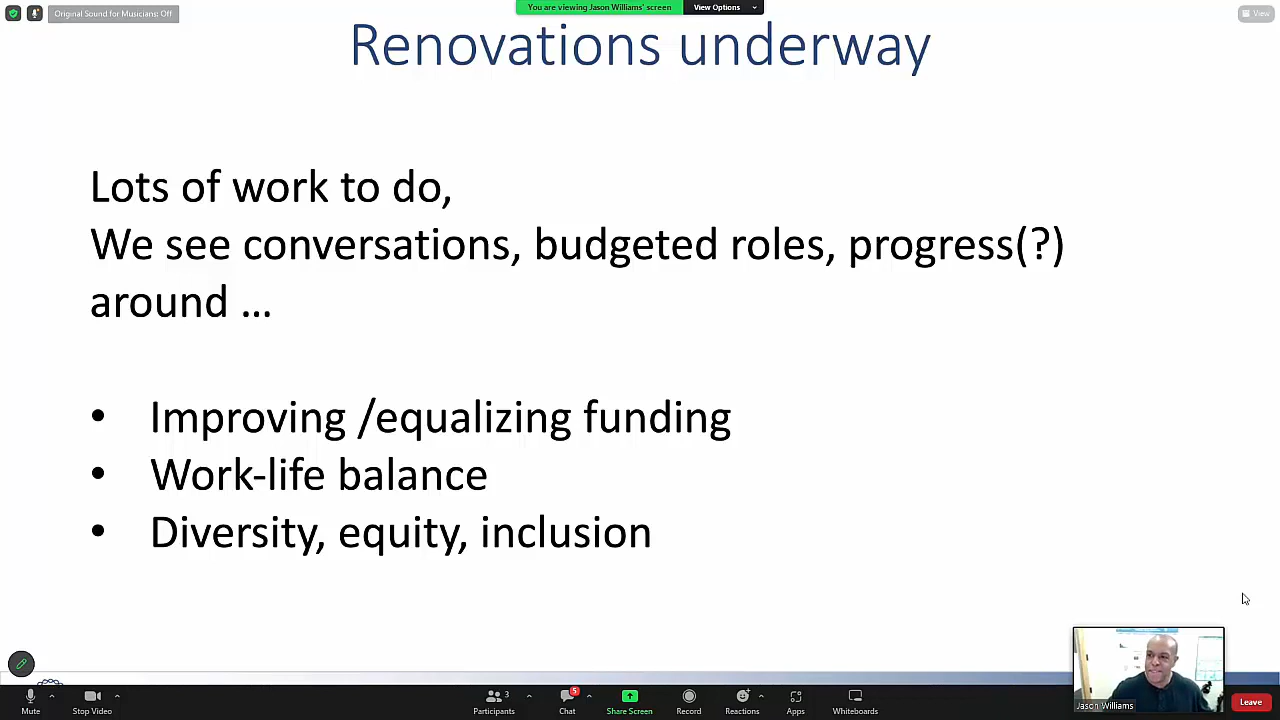 Original Sound for Musicians: Off
You are viewing Jason Williams' screen
View Options
View
Renovations underway
Lots of work to do,
We see conversations, budgeted roles, progress(?)
around ...
• Improving /equalizing funding
• Work-life balance
• Diversity, equity, inclusion
Jason Williams
Mute
Stop Video
Participants
3
Chat
5
Share Screen
Record
Reactions
Apps
Whiteboards
Leave